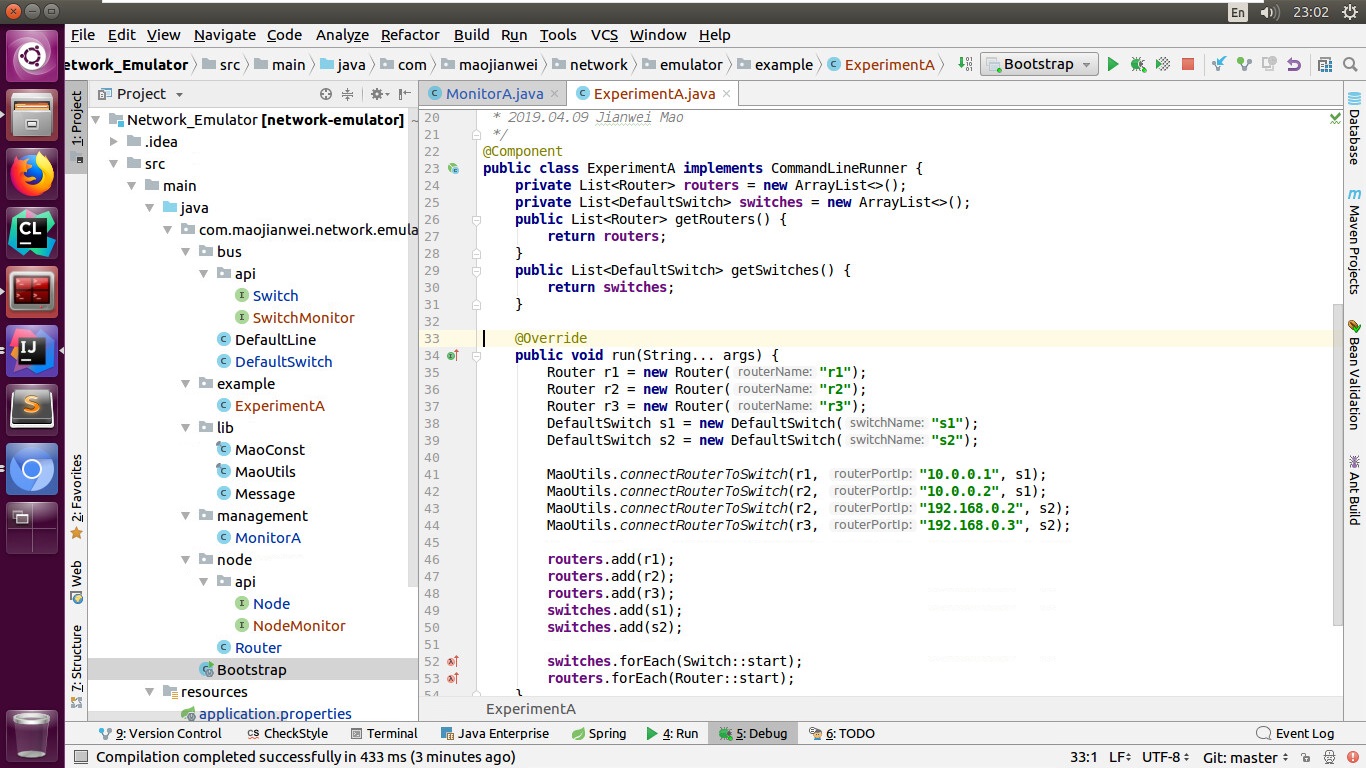 En 23:02
File Edit View Navigate Code Analyze Refactor Build Run Tools VCS Window Help
etwork_Emulator src main java com maojianwei network emulator example ExperimentA Bootstrap
1: Project
2: Favorites
Web
7: Structure
Project
Network_Emulator [network-emulator] ~
.idea
src
main
java
com.maojianwei.network.emula
bus
api
Switch
SwitchMonitor
DefaultLine
DefaultSwitch
example
ExperimentA
lib
MaoConst
MaoUtils
Message
management
MonitorA
node
api
Node
NodeMonitor
Router
Bootstrap
resources
application.properties
MonitorA.java ExperimentA.java
20 * 2019.04.09 Jianwei Mao
21 */
22 @Component
23 public class ExperimentA implements CommandLineRunner {
24 private List<Router> routers = new ArrayList<>();
25 private List<DefaultSwitch> switches = new ArrayList<>();
26 public List<Router> getRouters() {
27 return routers;
28 }
29 public List<DefaultSwitch> getSwitches() {
30 return switches;
31 }
32
33 @Override
34 public void run(String... args) {
35 Router r1 = new Router( routerName: "r1");
36 Router r2 = new Router( routerName: "r2");
37 Router r3 = new Router( routerName: "r3");
38 DefaultSwitch s1 = new DefaultSwitch( switchName: "s1");
39 DefaultSwitch s2 = new DefaultSwitch( switchName: "s2");
40
41 MaoUtils.connectRouterToSwitch(r1, routerPortIp: "10.0.0.1", s1);
42 MaoUtils.connectRouterToSwitch(r2, routerPortIp: "10.0.0.2", s1);
43 MaoUtils.connectRouterToSwitch(r2, routerPortIp: "192.168.0.2", s2);
44 MaoUtils.connectRouterToSwitch(r3, routerPortIp: "192.168.0.3", s2);
45
46 routers.add(r1);
47 routers.add(r2);
48 routers.add(r3);
49 switches.add(s1);
50 switches.add(s2);
51
52 switches.forEach(Switch::start);
53 routers.forEach(Router::start);
54 }
ExperimentA
Database
Maven Projects
Bean Validation
Ant Build
9: Version Control CheckStyle Terminal Java Enterprise Spring 4: Run 5: Debug 6: TODO Event Log
Compilation completed successfully in 433 ms (3 minutes ago) 33:1 LF UTF-8 Git: master